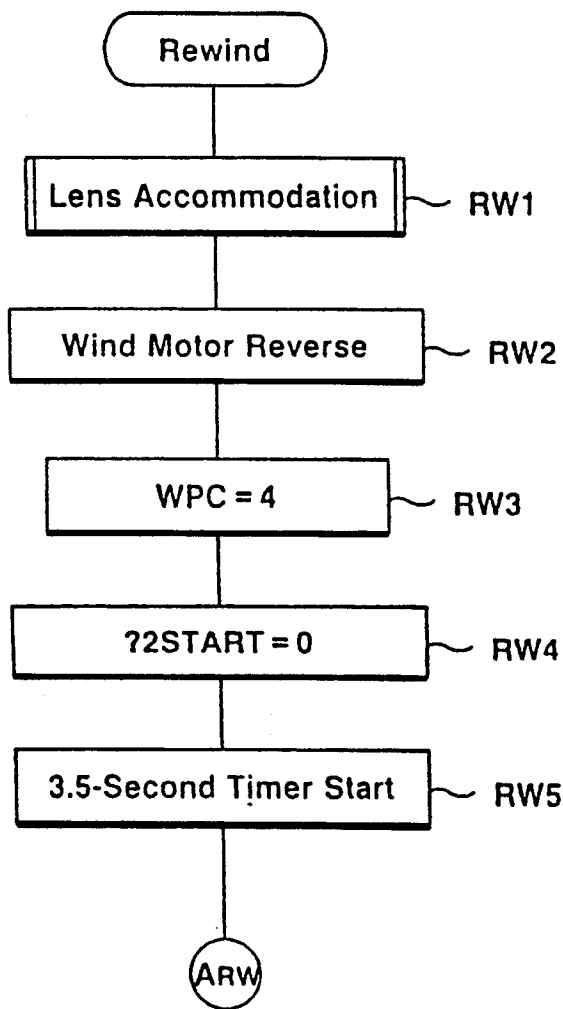 Rewind
Lens Accommodation RW1
Wind Motor Reverse RW2
WPC = 4 RW3
?2START = 0 RW4
3.5-Second Timer Start RW5
ARW